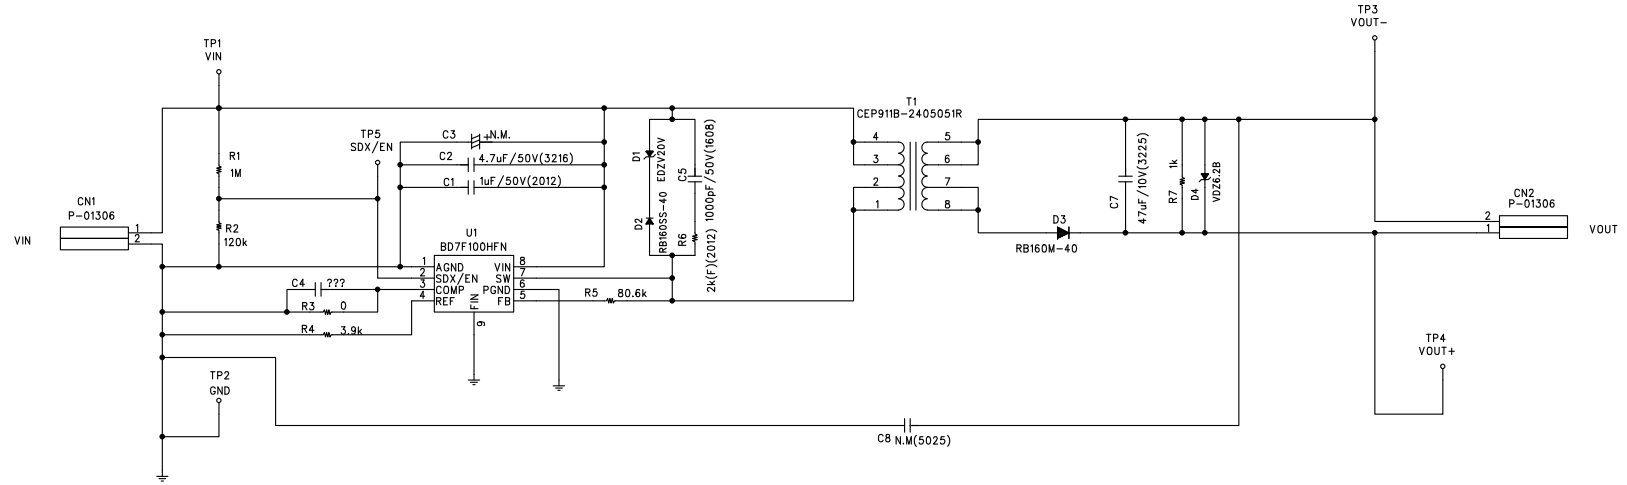 TP3
VOUT-
TP1
VIN
T1
CEP911B-2405051R
C3
+N.M.
TP5
SDX/EN
C2
4.7uF/50V(3216)
C1
1uF/50V(2012)
R1
1M
R2
120k
D1
EDZV20V
D2
RB160SS-40
C5
1000pF/50V(1608)
R6
2k(F)(2012)
4
3
2
1
5
6
7
8
C7
47uF/10V(3225)
R7
1k
D4
VDZ6.2B
CN1
P-01306
1
2
VIN
CN2
P-01306
2
1
VOUT
D3
RB160M-40
U1
BD7F100HFN
1
AGND
VIN
8
2
SDX/EN
SW
7
3
COMP
PGND
6
4
REF
FIN
FB
5
9
C4
???
R3
0
R4
3.9k
R5
80.6k
TP4
VOUT+
TP2
GND
C8
N.M(5025)